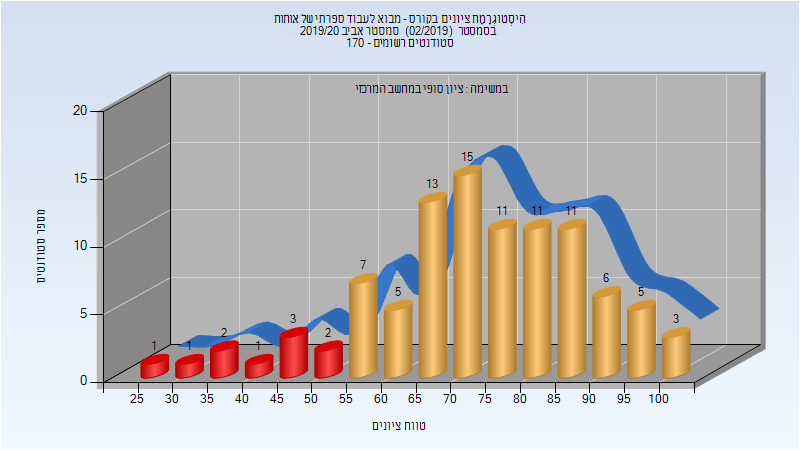 היסטוגרמת ציונים בקורס - מבוא לעבוד ספרתי של אותות
בסמסטר (02/2019) סמסטר אביב 2019/20
סטודנטים רשומים - 170
במשימה : ציון סופי במחשב המרכזי
מספר סטודנטים
20
15
10
5
0
1 1 2 1 3 2 7 5 13 15 11 11 11 6 5 3
25 30 35 40 45 50 55 60 65 70 75 80 85 90 95 100
טווח ציונים